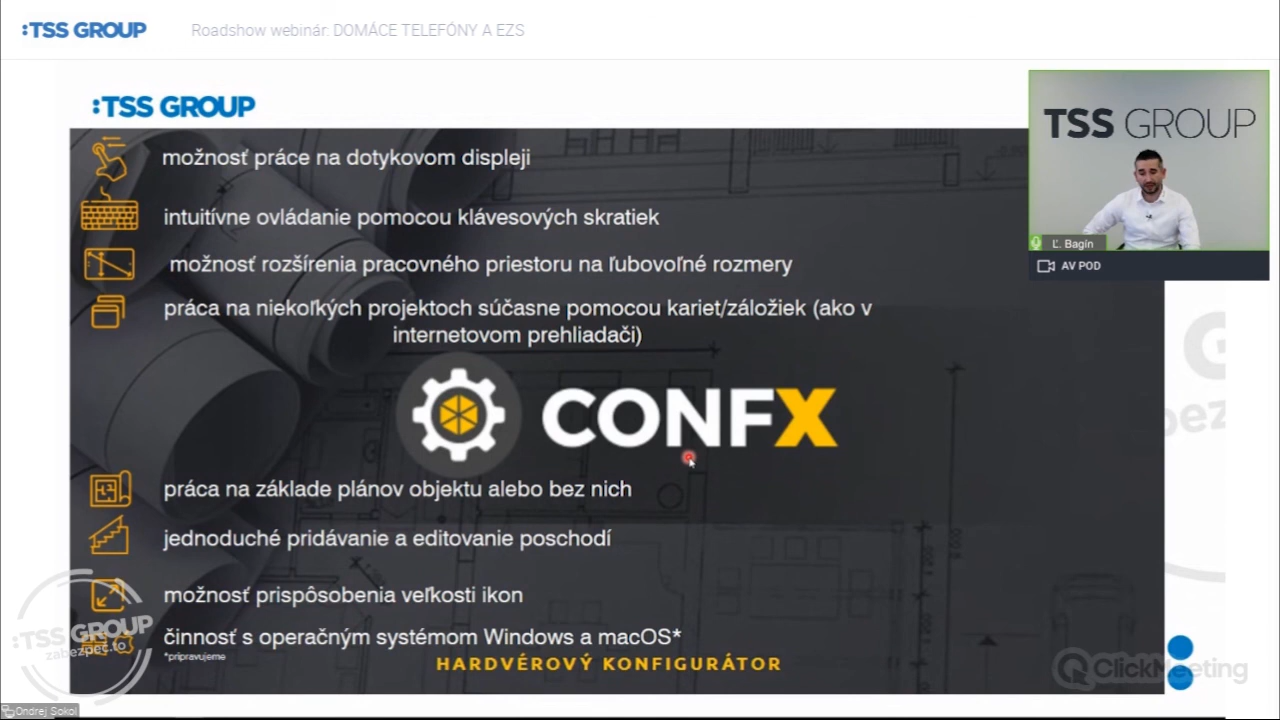 :TSS GROUP
Roadshow webinár: DOMÁCE TELEFÓNY A EZS
:TSS GROUP
TSS GROUP
Ľ. Bagín
AV POD
možnosť práce na dotykovom displeji
intuitívne ovládanie pomocou klávesových skratiek
možnosť rozšírenia pracovného priestoru na ľubovoľné rozmery
práca na niekoľkých projektoch súčasne pomocou kariet/záložiek (ako v
internetovom prehliadači)
CONFX
práca na základe plánov objektu alebo bez nich
jednoduché pridávanie a editovanie poschodí
možnosť prispôsobenia veľkosti ikon
činnosť s operačným systémom Windows a macOS*
*pripravujeme
HARDVÉROVÝ KONFIGURÁTOR
:TSS GROUP
zabezpec.to
ClickMeeting
Ondrej Sokol